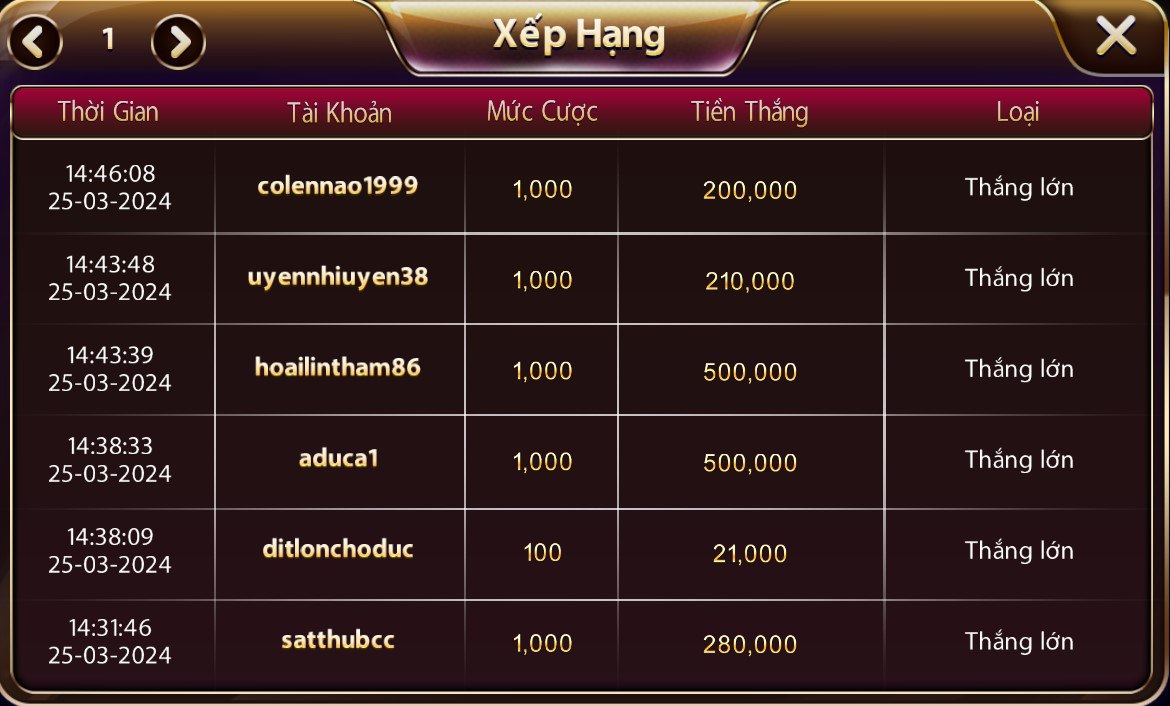 1
Xếp Hạng
Thời Gian Tài Khoản Mức Cược Tiền Thắng Loại
14:46:08
25-03-2024
colennao1999 1,000 200,000 Thắng lớn
14:43:48
25-03-2024
uyennhiuyen38 1,000 210,000 Thắng lớn
14:43:39
25-03-2024
hoailintham86 1,000 500,000 Thắng lớn
14:38:33
25-03-2024
aduca1 1,000 500,000 Thắng lớn
14:38:09
25-03-2024
ditlonchoduc 100 21,000 Thắng lớn
14:31:46
25-03-2024
satthubcc 1,000 280,000 Thắng lớn